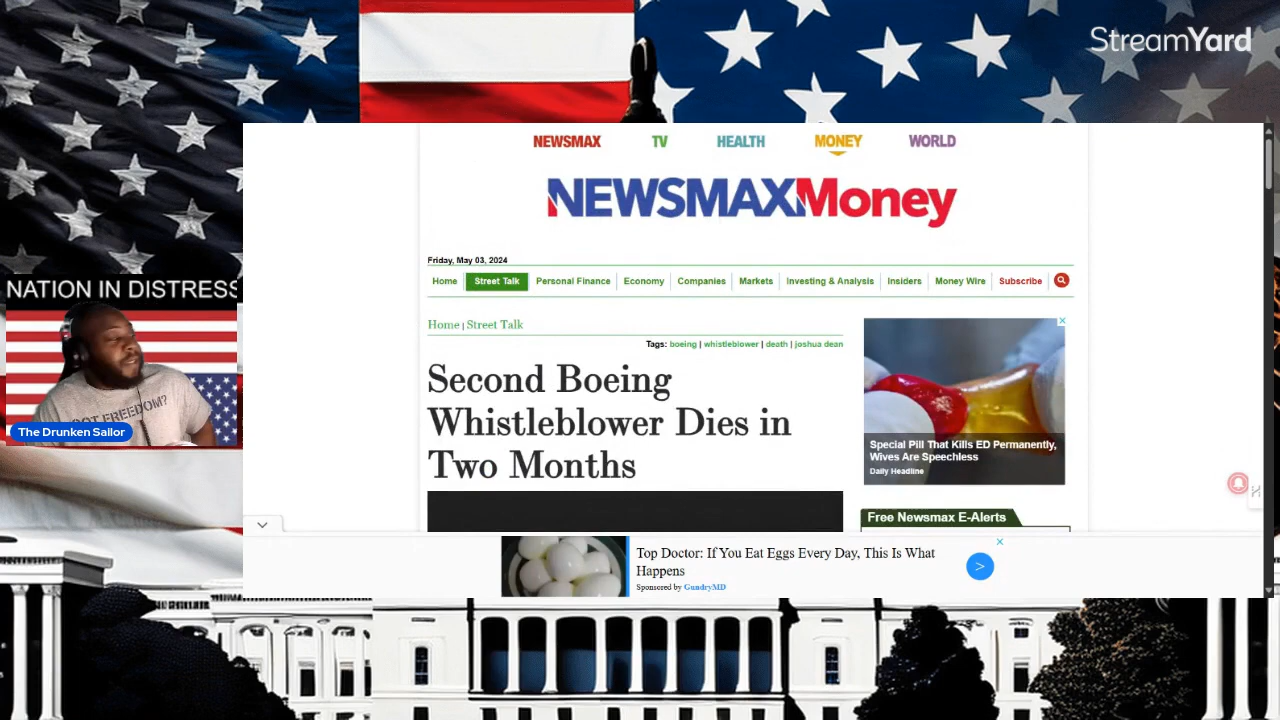 StreamYard
NEWSMAX TV HEALTH MONEY WORLD
NEWSMAXMoney
Friday, May 03, 2024
Home Street Talk Personal Finance Economy Companies Markets Investing & Analysis Insiders Money Wire Subscribe
Home | Street Talk
Tags: boeing | whistleblower | death | joshua dean
Second Boeing
Whistleblower Dies in
Two Months
Special Pill That Kills ED Permanently,
Wives Are Speechless
Daily Headline
Free Newsmax E-Alerts
Top Doctor: If You Eat Eggs Every Day, This Is What
Happens
Sponsored by GundryMD
NATION IN DISTRESS
GOT FREEDOM?
The Drunken Sailor